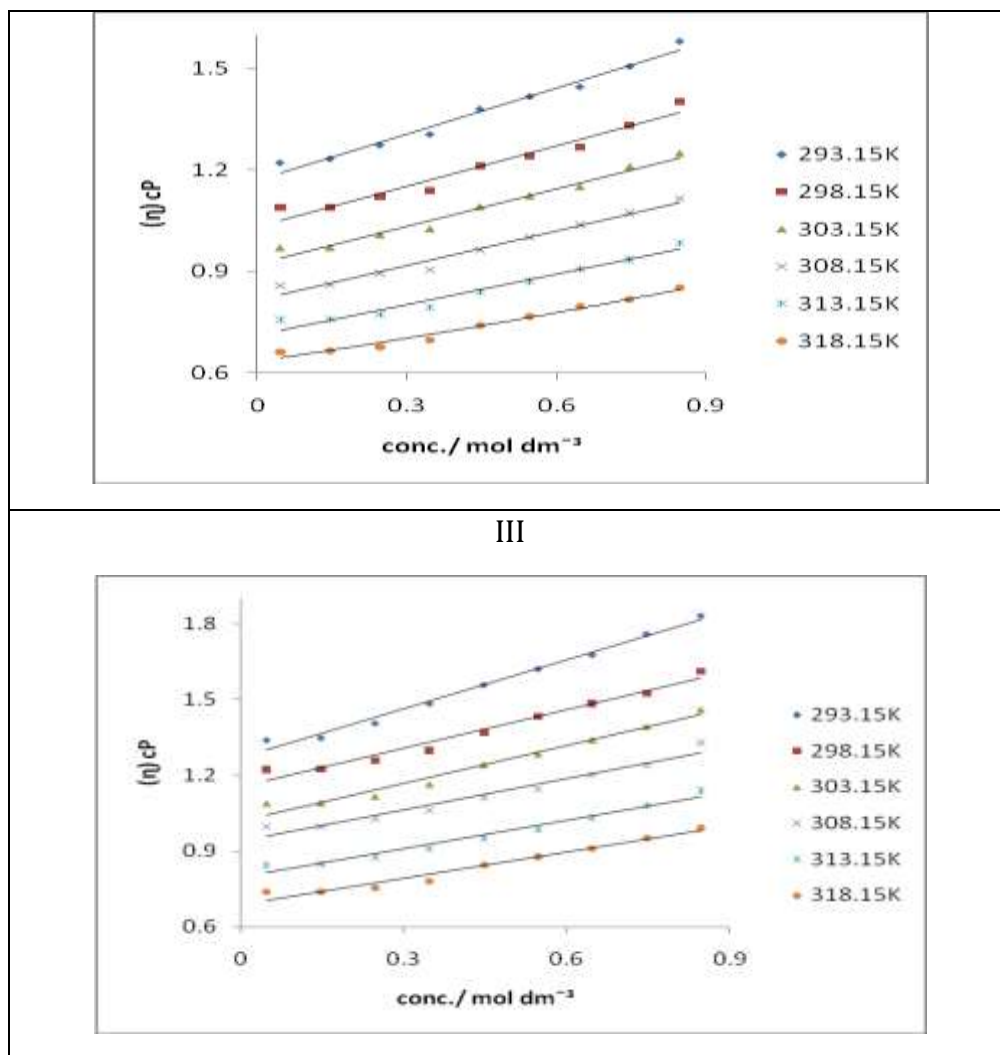 1.5
1.2
0.9
0.6
(η) cP
0 0.3 0.6 0.9
conc./ mol dm⁻³
293.15K
298.15K
303.15K
308.15K
313.15K
318.15K
III
1.8
1.5
1.2
0.9
0.6
(η) cP
0 0.3 0.6 0.9
conc./ mol dm⁻³
293.15K
298.15K
303.15K
308.15K
313.15K
318.15K